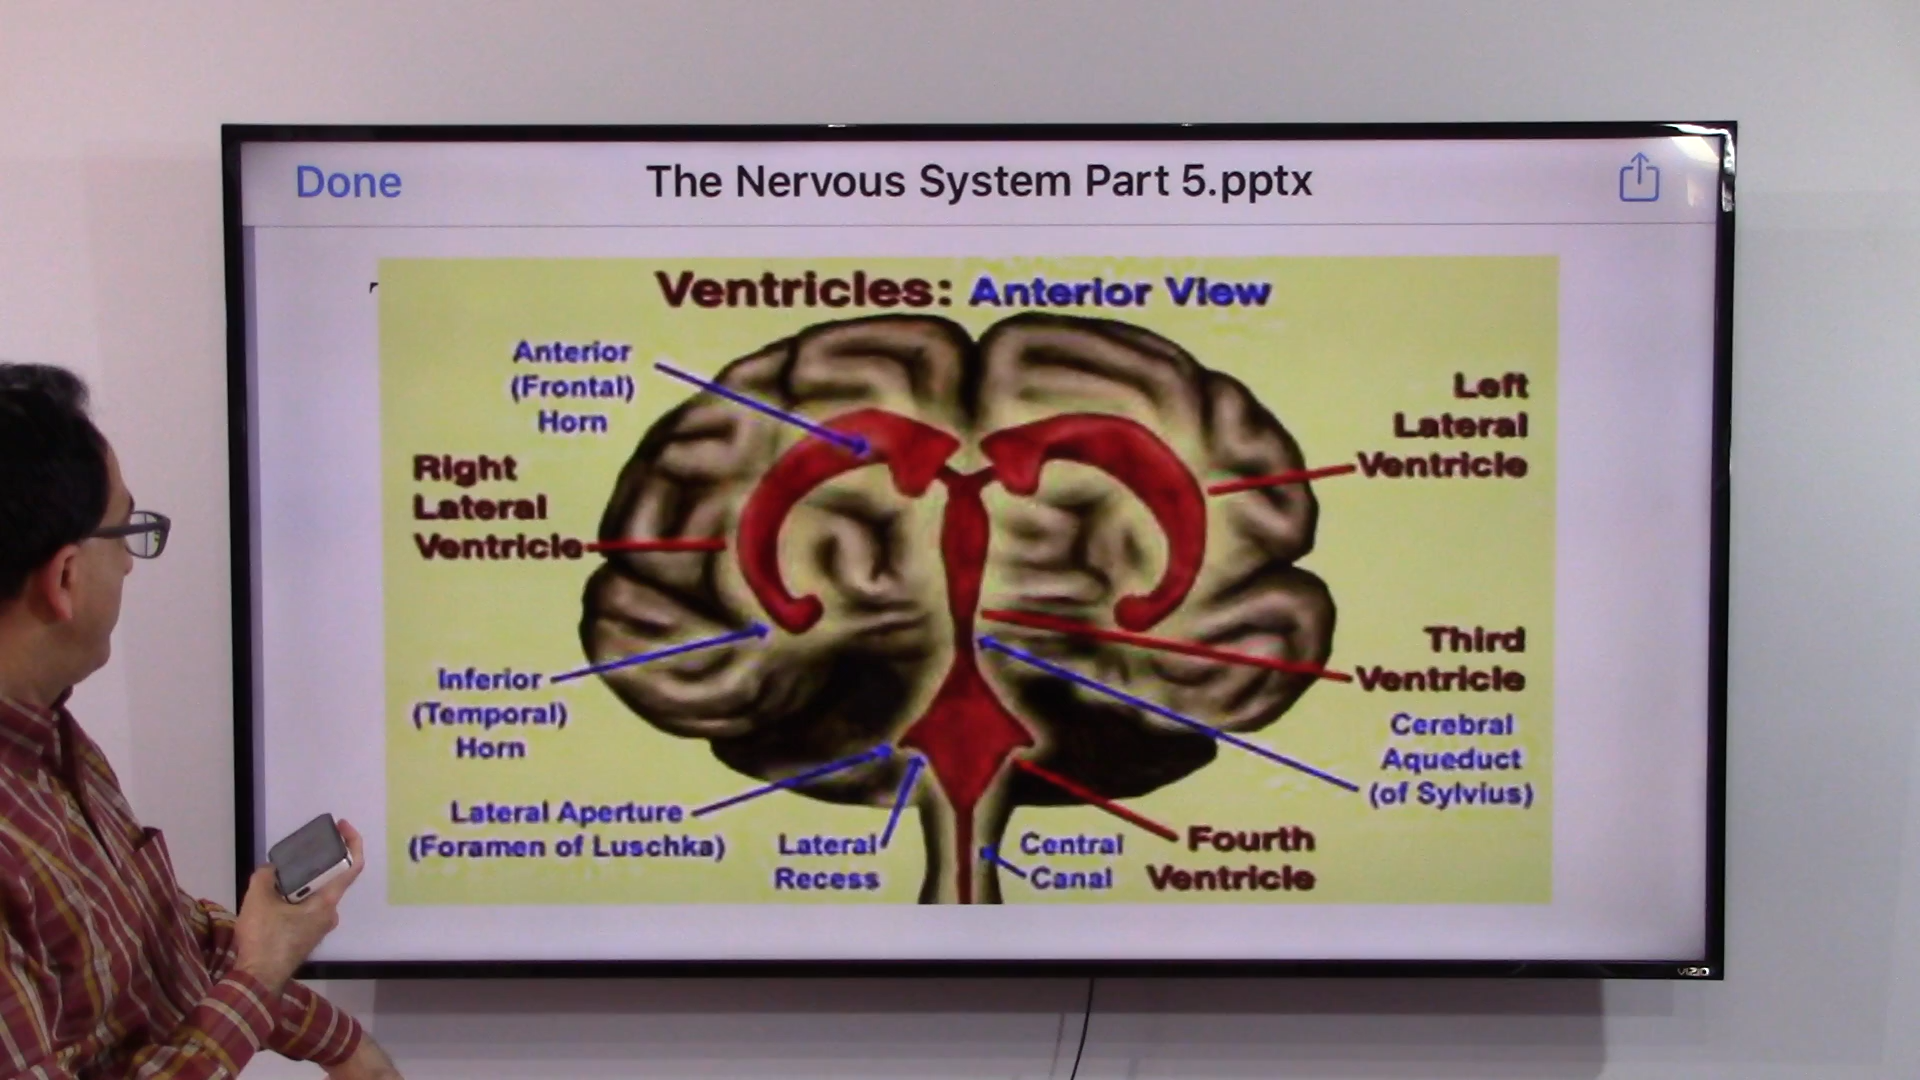 Done
The Nervous System Part 5.pptx
Ventricles: Anterior View
Anterior
(Frontal)
Horn
Left
Lateral
Ventricle
Right
Lateral
Ventricle
Third
Ventricle
Inferior
(Temporal)
Horn
Cerebral
Aqueduct
(of Sylvius)
Lateral Aperture
(Foramen of Luschka)
Lateral
Recess
Central
Canal
Fourth
Ventricle
VIZIO